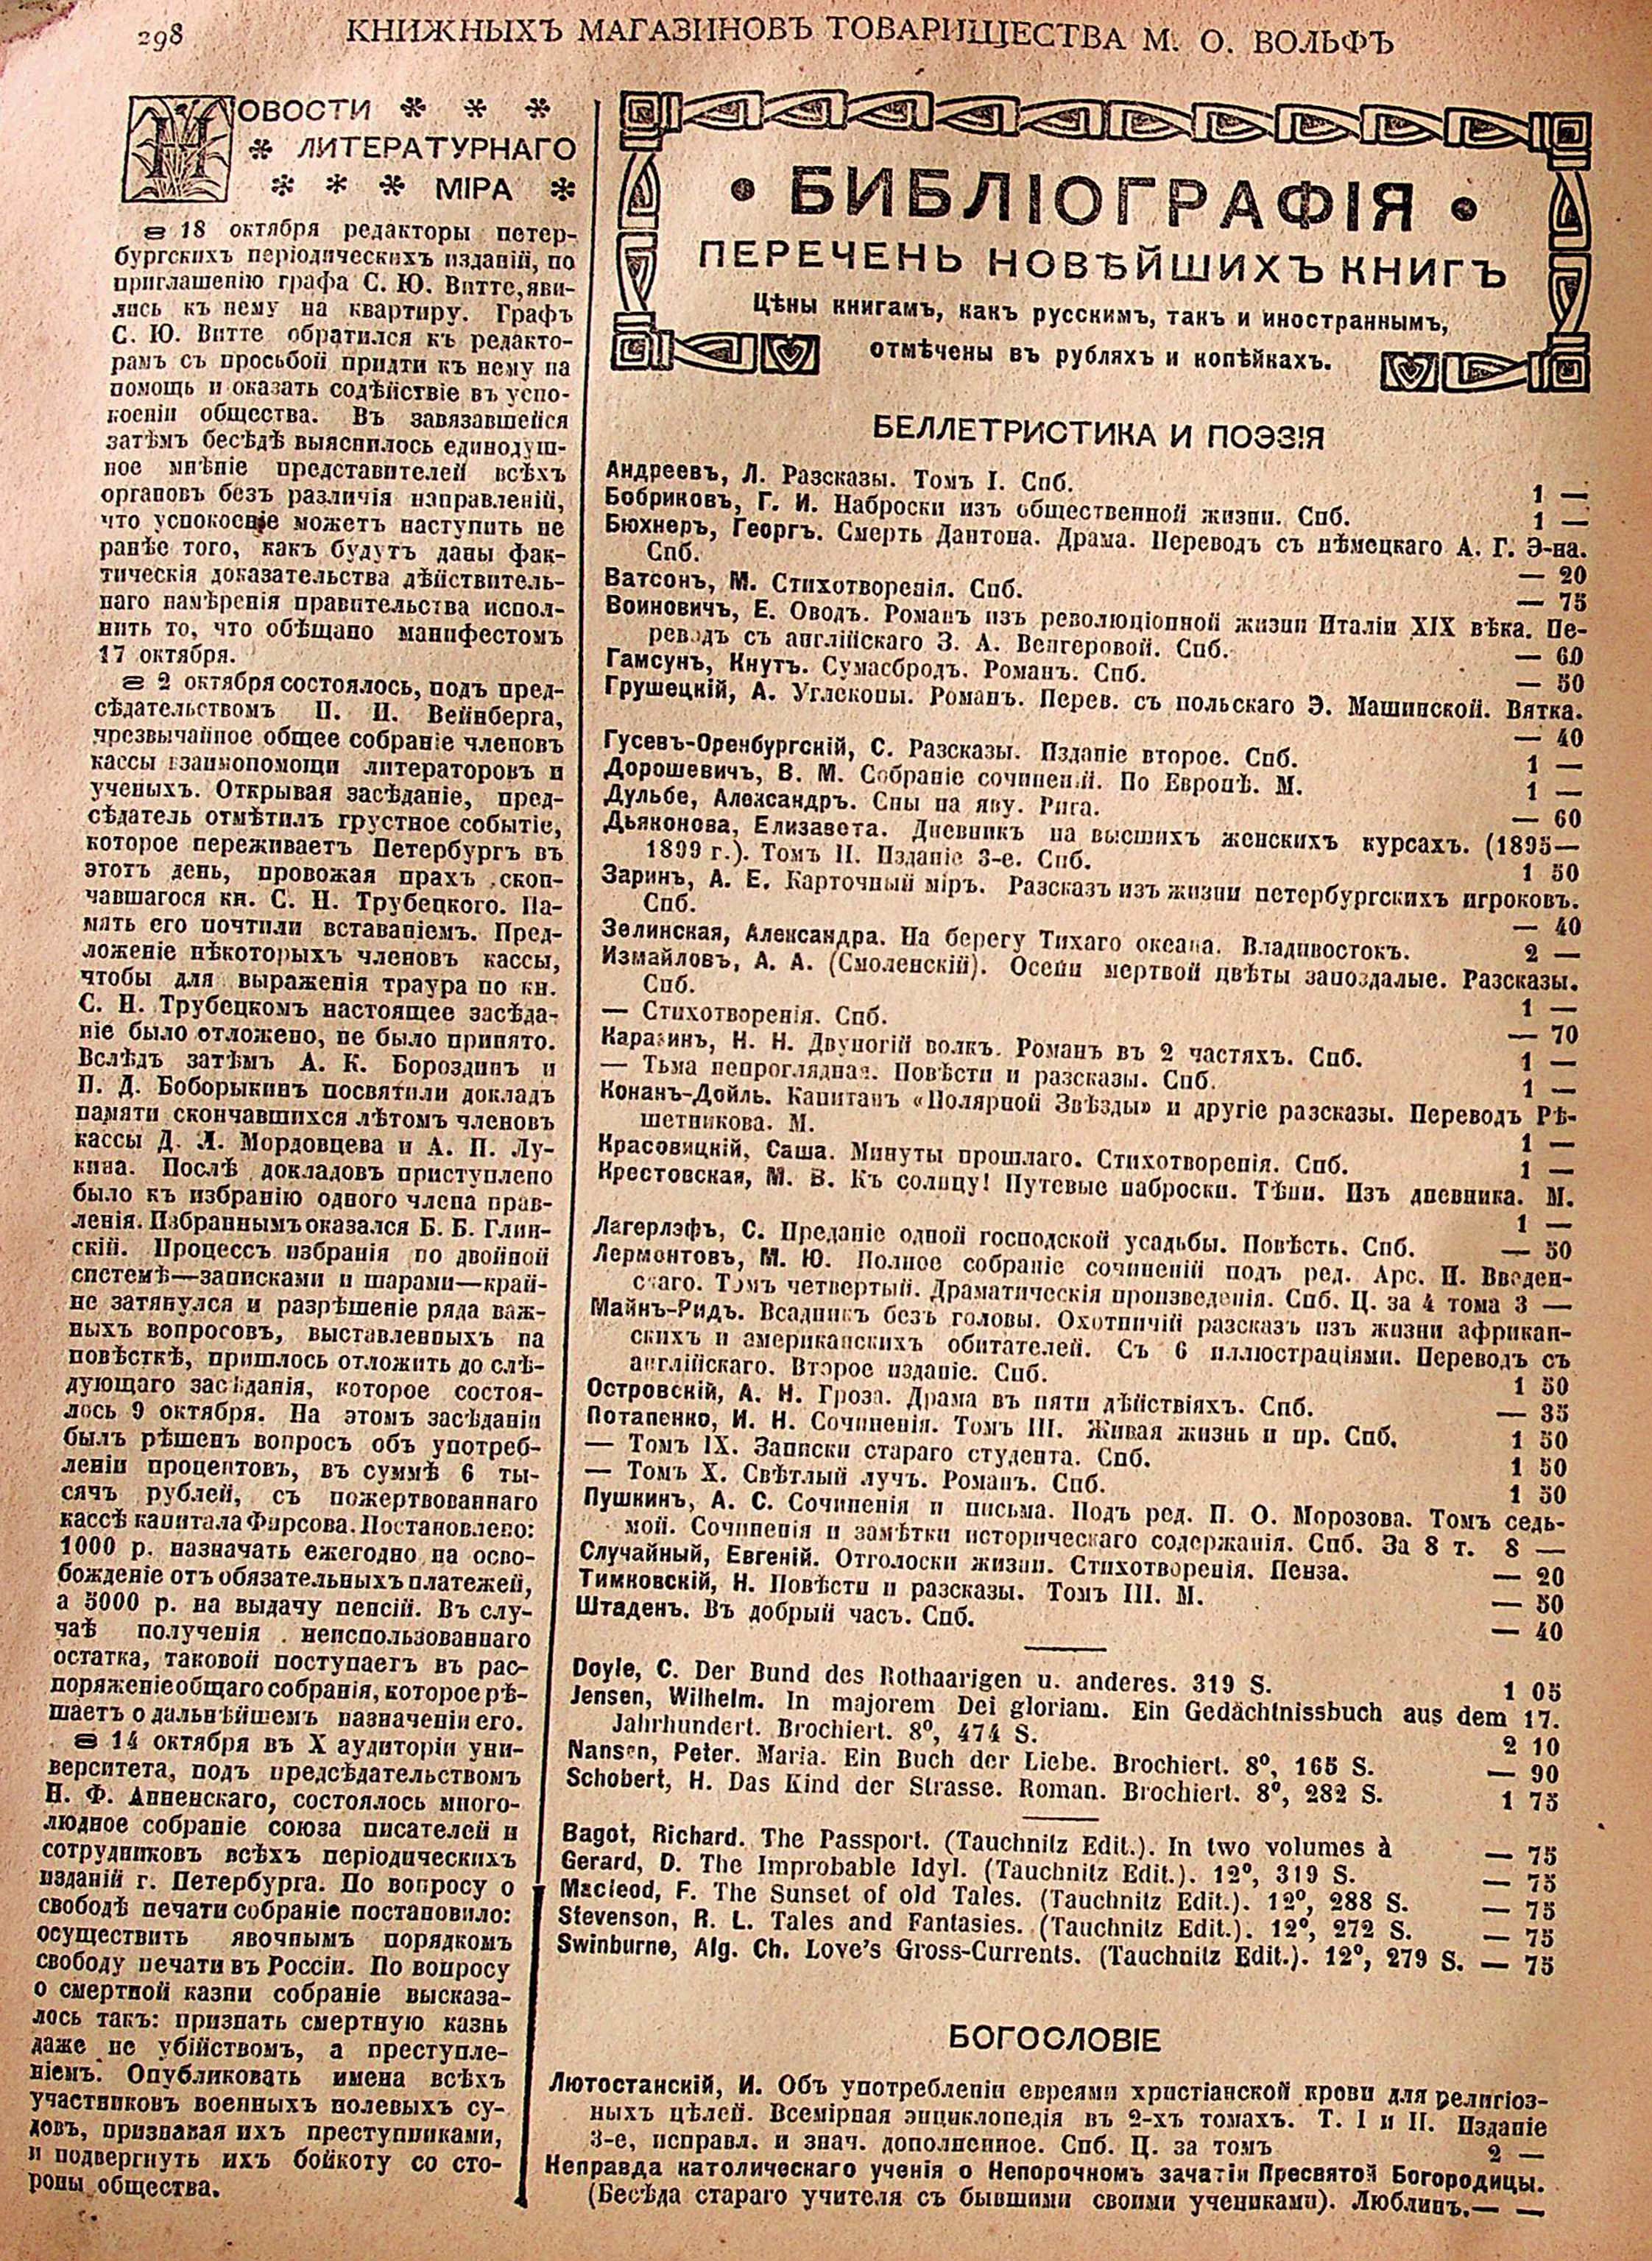 298
КНИЖНЫХЪ МАГАЗИНОВЪ ТОВАРИЩЕСТВА М. О. ВОЛЬФЪ
НОВОСТИ
ЛИТЕРАТУРНАГО
МІРА
18 октября редакторы петер-
бургскихъ періодическихъ изданій, по
приглашенію графа С. Ю. Витте, яви-
лись къ нему на квартиру. Графъ
С. Ю. Витте обратился къ редакто-
рамъ съ просьбой придти къ нему на
помощь и оказать содѣйствіе въ успо-
коеніи общества. Въ завязавшейся
затѣмъ бесѣдѣ выяснилось единодуш-
ное мнѣніе представителей всѣхъ
органовъ безъ различія направленій,
что успокоеніе можетъ наступить не
ранѣе того, какъ будутъ даны фак-
тическія доказательства дѣйствитель-
наго намѣренія правительства испол-
нить то, что обѣщано манифестомъ
17 октября.
2 октября состоялось, подъ пред-
сѣдательствомъ П. И. Вейнберга,
чрезвычайное общее собраніе членовъ
кассы взаимопомощи литераторовъ и
ученыхъ. Открывая засѣданіе, пред-
сѣдатель отмѣтилъ грустное событіе,
которое переживаетъ Петербургъ въ
этотъ день, провожая прахъ скон-
чавшагося кн. С. Н. Трубецкого. Па-
мять его почтили вставаніемъ. Пред-
ложеніе нѣкоторыхъ членовъ кассы,
чтобы для выраженія траура по кн.
С. Н. Трубецкомъ настоящее засѣда-
ніе было отложено, не было принято.
Вслѣдъ затѣмъ А. К. Бороздинъ и
П. Д. Боборыкинъ посвятили докладъ
памяти скончавшихся лѣтомъ членовъ
кассы Д. Л. Мордовцева и А. П. Лу-
кина. Послѣ докладовъ приступлено
было къ избранію одного члена прав-
ленія. Избраннымъ оказался Б. Б. Глин-
скій. Процессъ избранія по двойной
системѣ—записками и шарами—край-
не затянулся и разрѣшеніе ряда важ-
ныхъ вопросовъ, выставленныхъ на
повѣсткѣ, пришлось отложить до слѣ-
дующаго засѣданія, которое состоя-
лось 9 октября. На этомъ засѣданіи
былъ рѣшенъ вопросъ объ употреб-
леніи процентовъ, въ суммѣ 6 ты-
сячъ рублей, съ пожертвованнаго
кассѣ капитала Фирсова. Постановлено:
1000 р. назначать ежегодно на осво-
божденіе отъ обязательныхъ платежей,
а 5000 р. на выдачу пенсій. Въ слу-
чаѣ полученія неиспользованнаго
остатка, таковой поступаетъ въ рас-
поряженіе общаго собранія, которое рѣ-
шаетъ о дальнѣйшемъ назначеніи его.
14 октября въ X аудиторіи уни-
верситета, подъ предсѣдательствомъ
Н. Ф. Анненскаго, состоялось много-
людное собраніе союза писателей и
сотрудниковъ всѣхъ періодическихъ
изданій г. Петербурга. По вопросу о
свободѣ печати собраніе постановило:
осуществить явочнымъ порядкомъ
свободу печати въ Россіи. По вопросу
о смертной казни собраніе высказа-
лось такъ: признать смертную казнь
даже не убійствомъ, а преступле-
ніемъ. Опубликовать имена всѣхъ
участниковъ военныхъ полевыхъ су-
довъ, признавая ихъ преступниками,
и подвергнуть ихъ бойкоту со сто-
роны общества.
• БИБЛІОГРАФІЯ •
ПЕРЕЧЕНЬ НОВѢЙШИХЪ КНИГЪ
Цѣны книгамъ, какъ русскимъ, такъ и иностраннымъ,
отмѣчены въ рубляхъ и копѣйкахъ.
БЕЛЛЕТРИСТИКА И ПОЭЗІЯ
Андреевъ, Л. Разсказы. Томъ I. Спб. 1 —
Бобриковъ, Г. И. Наброски изъ общественной жизни. Спб. 1 —
Бюхнеръ, Георгъ. Смерть Дантона. Драма. Переводъ съ нѣмецкаго А. Г. Э-на.
Спб. — 20
Ватсонъ, М. Стихотворенія. Спб. — 75
Воиновичъ, Е. Оводъ. Романъ изъ революціонной жизни Италіи XIX вѣка. Пе-
реводъ съ англійскаго З. А. Венгеровой. Спб. — 60
Гамсунъ, Кнутъ. Сумасбродъ. Романъ. Спб. — 50
Грушецкій, А. Углекопы. Романъ. Перев. съ польскаго Э. Машинской. Вятка.
— 40
Гусевъ-Оренбургскій, С. Разсказы. Изданіе второе. Спб. 1 —
Дорошевичъ, В. М. Собраніе сочиненій. По Европѣ. М. 1 —
Дульбе, Александръ. Сны на яву. Рига. — 60
Дьяконова, Елизавета. Дневникъ на высшихъ женскихъ курсахъ. (1895—
1899 г.). Томъ II. Изданіе 3-е. Спб. 1 50
Заринъ, А. Е. Карточный міръ. Разсказъ изъ жизни петербургскихъ игроковъ.
Спб. — 40
Зелинская, Александра. На берегу Тихаго океана. Владивостокъ. 2 —
Измайловъ, А. А. (Смоленскій). Осени мертвой цвѣты запоздалые. Разсказы.
Спб. 1 —
— Стихотворенія. Спб. — 70
Каразинъ, Н. Н. Двуногій волкъ. Романъ въ 2 частяхъ. Спб. 1 —
— Тьма непроглядная. Повѣсти и разсказы. Спб. 1 —
Конанъ-Дойль. Капитанъ «Полярной Звѣзды» и другіе разсказы. Переводъ Рѣ-
шетникова. М. 1 —
Красовицкій, Саша. Минуты прошлаго. Стихотворенія. Спб. 1 —
Крестовская, М. В. Къ солнцу! Путевые наброски. Тѣни. Изъ дневника. М.
1 —
Лагерлэфъ, С. Преданіе одной господской усадьбы. Повѣсть. Спб. — 50
Лермонтовъ, М. Ю. Полное собраніе сочиненій подъ ред. Арс. И. Введен-
скаго. Томъ четвертый. Драматическія произведенія. Спб. Ц. за 4 тома 3 —
Майнъ-Ридъ. Всадникъ безъ головы. Охотничій разсказъ изъ жизни африкан-
скихъ и американскихъ обитателей. Съ 6 иллюстраціями. Переводъ съ
англійскаго. Второе изданіе. Спб. 1 50
Островскій, А. Н. Гроза. Драма въ пяти дѣйствіяхъ. Спб. — 35
Потапенко, И. Н. Сочиненія. Томъ III. Живая жизнь и пр. Спб. 1 50
— Томъ IX. Записки стараго студента. Спб. 1 50
— Томъ X. Свѣтлый лучъ. Романъ. Спб. 1 50
Пушкинъ, А. С. Сочиненія и письма. Подъ ред. П. О. Морозова. Томъ седь-
мой. Сочиненія и замѣтки историческаго содержанія. Спб. За 8 т. 8 —
Случайный, Евгеній. Отголоски жизни. Стихотворенія. Пенза. — 20
Тимковскій, Н. Повѣсти и разсказы. Томъ III. М. — 50
Штаденъ. Въ добрый часъ. Спб. — 40
Doyle, C. Der Bund des Rothaarigen u. anderes. 319 S. 1 05
Jensen, Wilhelm. In majorem Dei gloriam. Ein Gedächtnissbuch aus dem 17.
Jahrhundert. Brochiert. 8º, 474 S. 2 10
Nansen, Peter. Maria. Ein Buch der Liebe. Brochiert. 8º, 165 S. — 90
Schobert, H. Das Kind der Strasse. Roman. Brochiert. 8º, 282 S. 1 75
Bagot, Richard. The Passport. (Tauchnitz Edit.). In two volumes à — 75
Gerard, D. The Improbable Idyl. (Tauchnitz Edit.). 12º, 319 S. — 75
Macleod, F. The Sunset of old Tales. (Tauchnitz Edit.). 12º, 288 S. — 75
Stevenson, R. L. Tales and Fantasies. (Tauchnitz Edit.). 12º, 272 S. — 75
Swinburne, Alg. Ch. Love's Gross-Currents. (Tauchnitz Edit.). 12º, 279 S. — 75
БОГОСЛОВІЕ
Лютостанскій, И. Объ употребленіи евреями христіанской крови для религіоз-
ныхъ цѣлей. Всемірная энциклопедія въ 2-хъ томахъ. Т. I и II. Изданіе
3-е, исправл. и знач. дополненное. Спб. Ц. за томъ 2 —
Неправда католическаго ученія о Непорочномъ зачатіи Пресвятой Богородицы.
(Бесѣда стараго учителя съ бывшими своими учениками). Люблинъ. — —